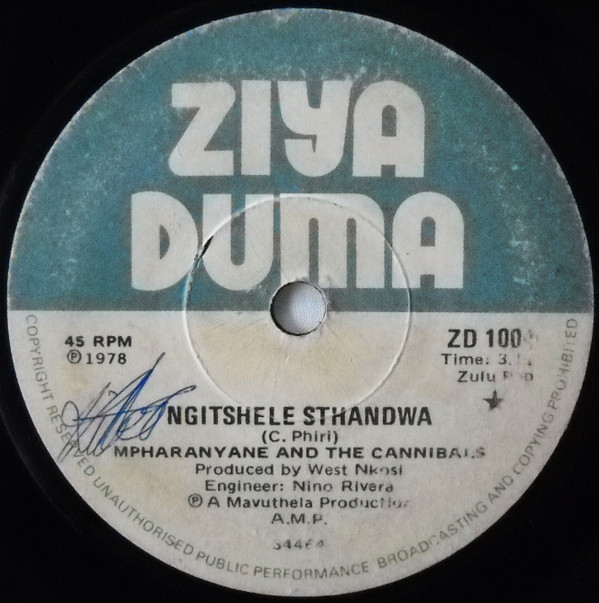 ZIYA
DUMA
45 RPM
℗ 1978
ZD 100
Time: 3.
Zulu
NGITSHELE STHANDWA
(C. Phiri)
MPHARANYANE AND THE CANNIBALS
Produced by West Nkosi
Engineer: Nino Rivera
℗ A Mavuthela Production
A.M.P.
COPYRIGHT RESERVED UNAUTHORISED PUBLIC PERFORMANCE BROADCASTING AND COPYING PROHIBITED